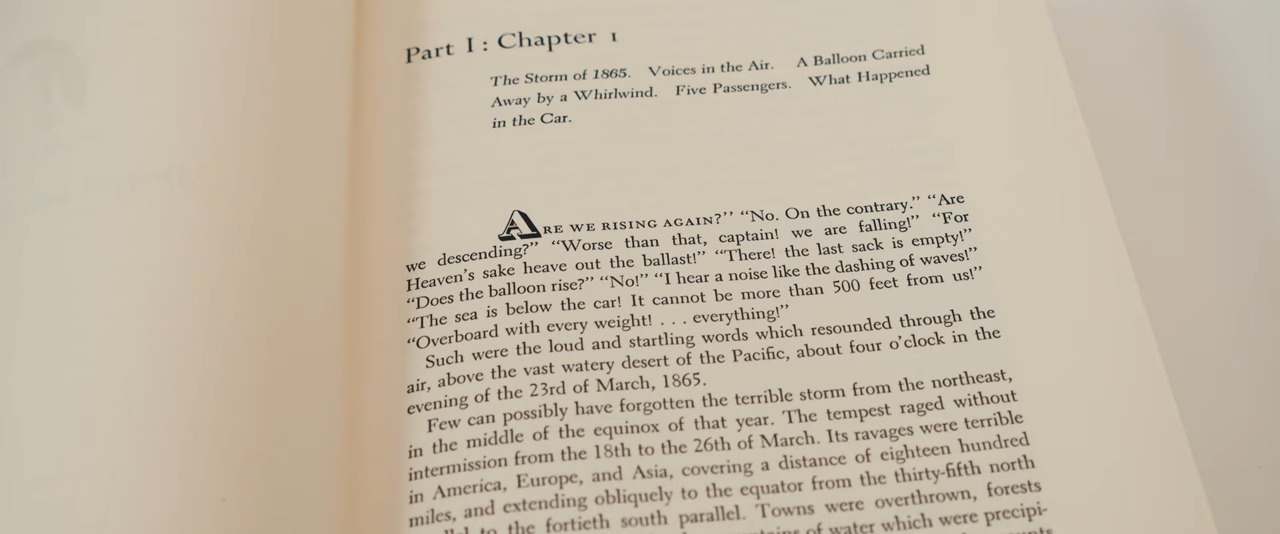 Part I: Chapter 1
The Storm of 1865. Voices in the Air. A Balloon Carried
Away by a Whirlwind. Five Passengers. What Happened
in the Car.
ARE WE RISING AGAIN?” “No. On the contrary.” “Are
we descending?” “Worse than that, captain! we are falling!” “For
Heaven’s sake heave out the ballast!” “There! the last sack is empty!”
“Does the balloon rise?” “No!” “I hear a noise like the dashing of waves!”
“The sea is below the car! It cannot be more than 500 feet from us!”
“Overboard with every weight! . . . everything!”
Such were the loud and startling words which resounded through the
air, above the vast watery desert of the Pacific, about four o’clock in the
evening of the 23rd of March, 1865.
Few can possibly have forgotten the terrible storm from the northeast,
in the middle of the equinox of that year. The tempest raged without
intermission from the 18th to the 26th of March. Its ravages were terrible
in America, Europe, and Asia, covering a distance of eighteen hundred
miles, and extending obliquely to the equator from the thirty-fifth north
to the fortieth south parallel. Towns were overthrown, forests
of water which were precipi-